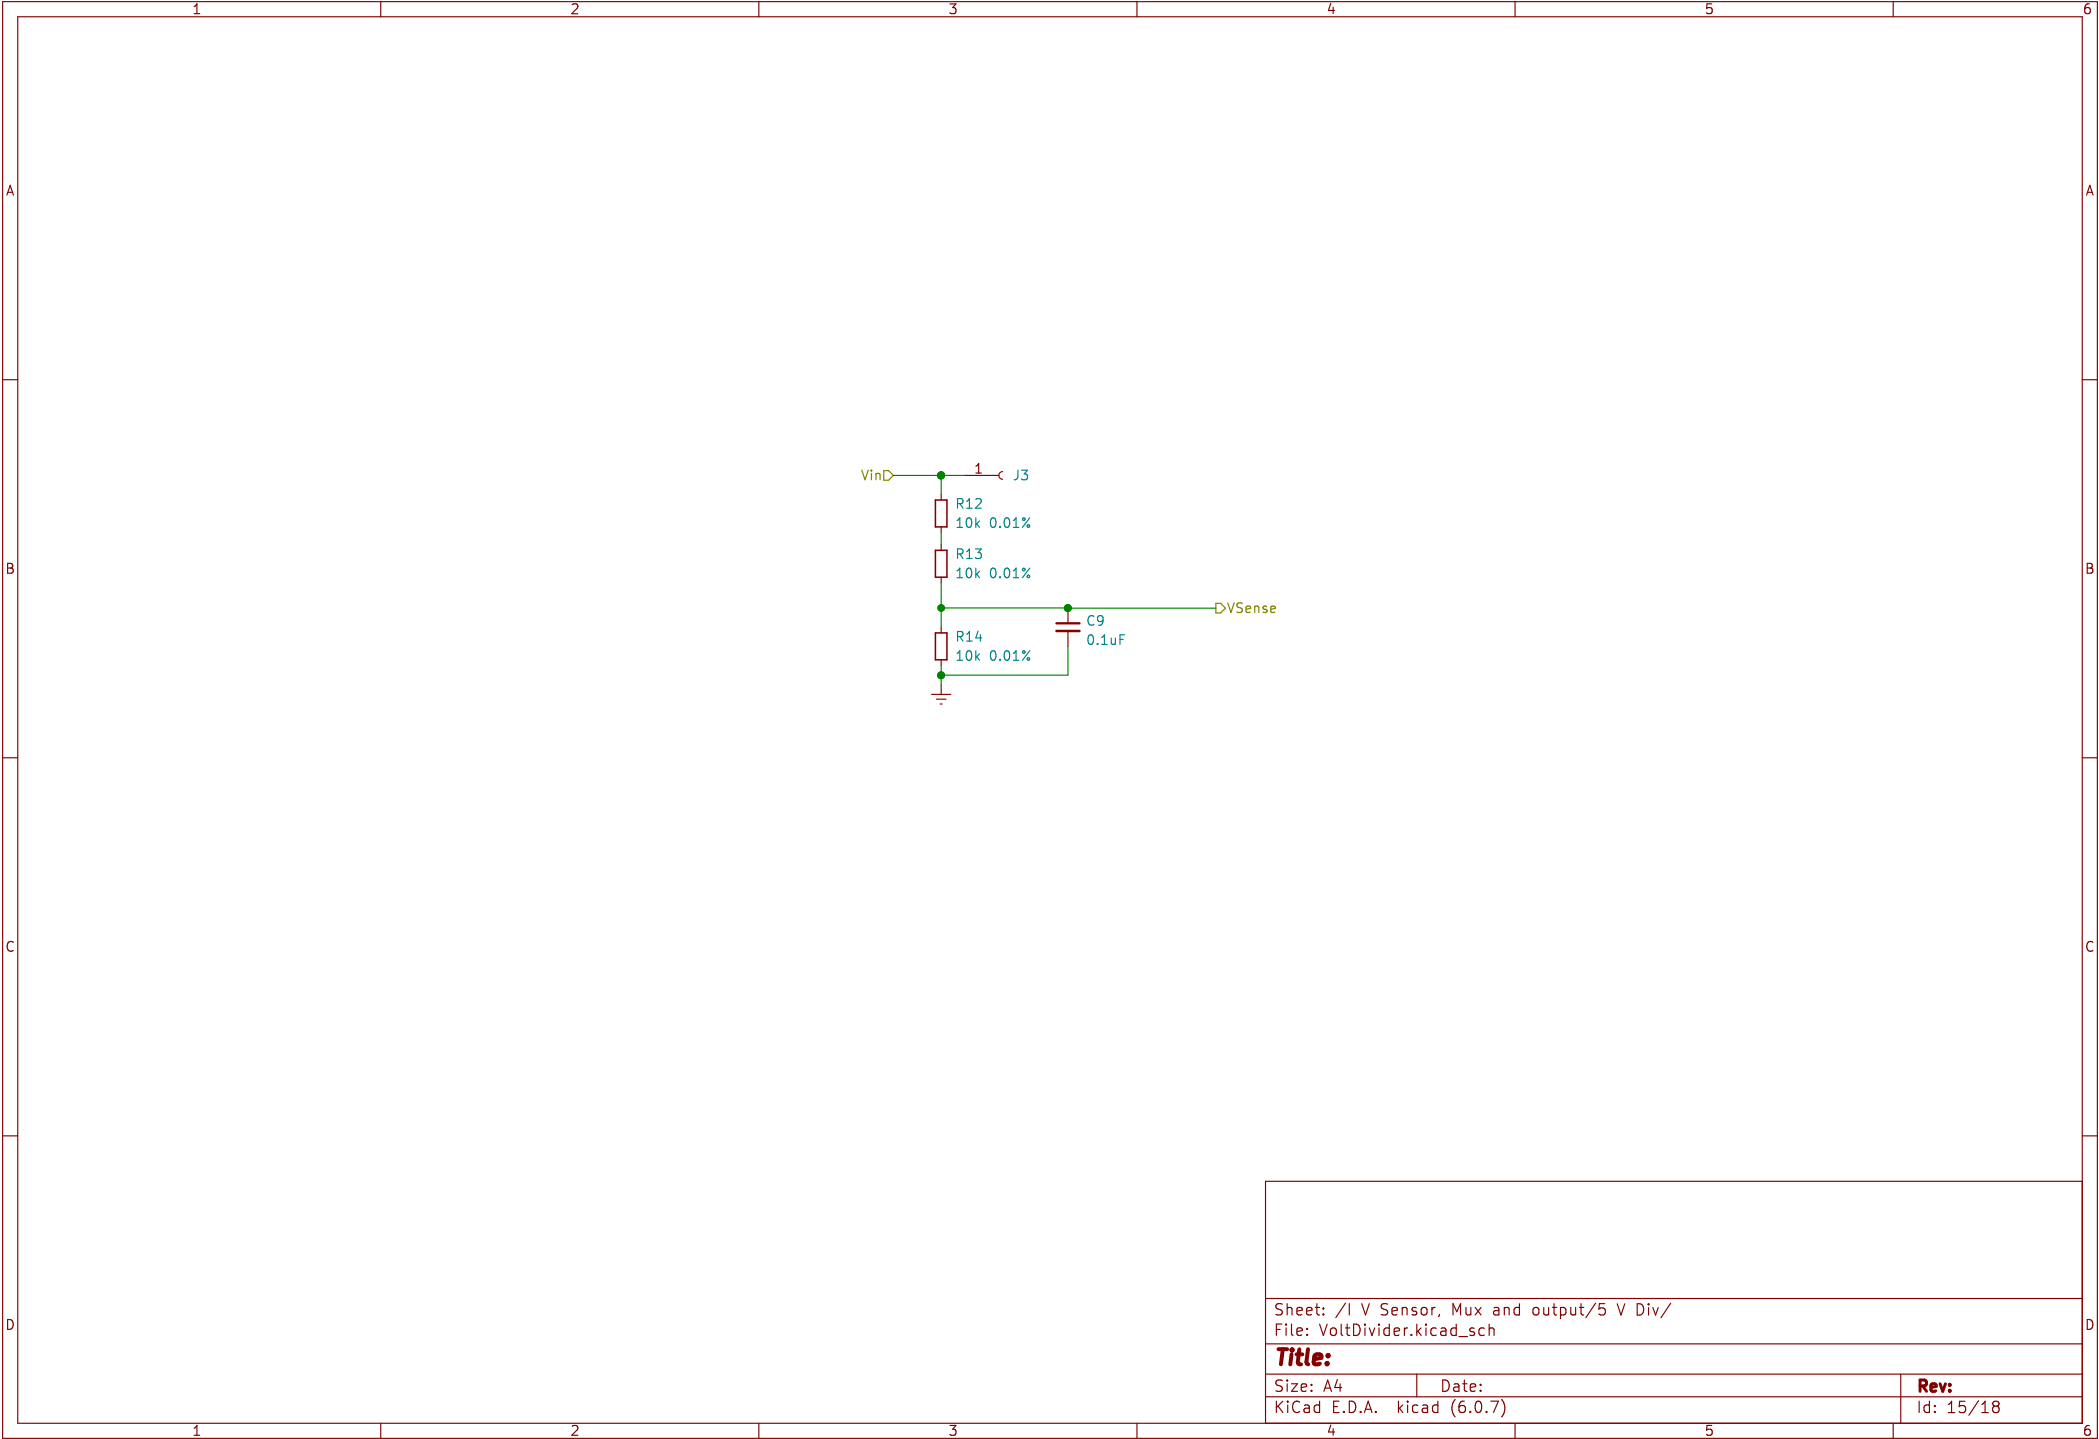 1 2 3 4 5 6
A A
Vin 1 J3
R12
10k 0.01%
R13
10k 0.01%
B B
VSense
C9
0.1uF
R14
10k 0.01%
C C
Sheet: /I V Sensor, Mux and output/5 V Div/
D D
File: VoltDivider.kicad_sch
Title:
Size: A4 Date: Rev:
KiCad E.D.A. kicad (6.0.7) Id: 15/18
1 2 3 4 5 6